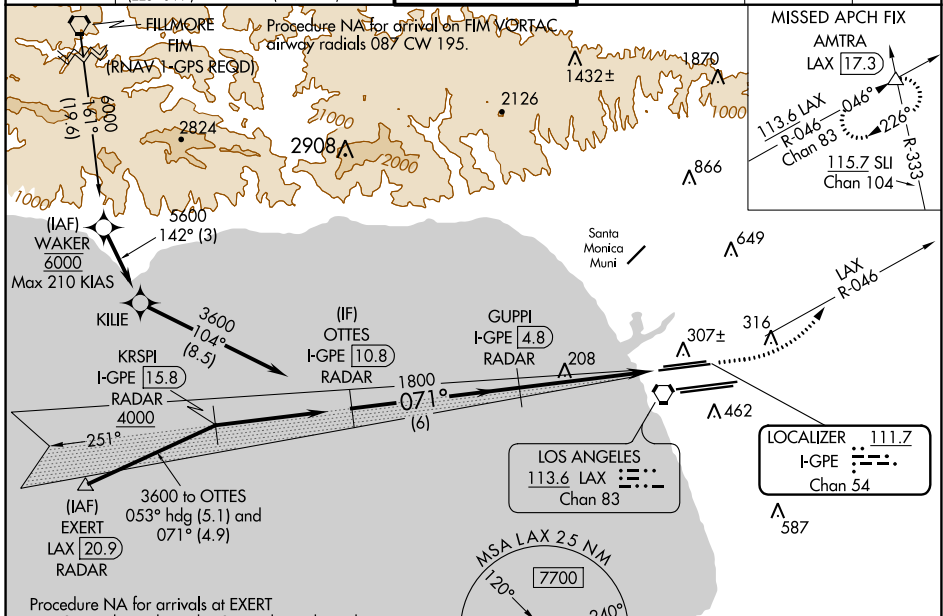 FILLMORE
FIM
(RNAV 1-GPS REQD)
Procedure NA for arrival on FIM VORTAC
airway radials 087 CW 195.
6000
161°
(19.6)
2824
2908
1000
2000
2126
1432±
1870
1000
1000
866
649
MISSED APCH FIX
AMTRA
LAX 17.3
113.6 LAX
R-046
Chan 83
046°
226°
R-333
115.7 SLI
Chan 104
(IAF)
WAKER
6000
Max 210 KIAS
5600
142° (3)
KILIE
3600
104°
(8.5)
Santa
Monica
Muni
LAX
R-046
KRSPI
I-GPE 15.8
RADAR
4000
(IF)
OTTES
I-GPE 10.8
RADAR
GUPPI
I-GPE 4.8
RADAR
208
307±
316
1800
071°
(6)
251°
462
(IAF)
EXERT
LAX 20.9
RADAR
3600 to OTTES
053° hdg (5.1) and
071° (4.9)
LOS ANGELES
113.6 LAX
Chan 83
LOCALIZER 111.7
I-GPE
Chan 54
587
MSA LAX 25 NM
7700
120°
240°
Procedure NA for arrivals at EXERT